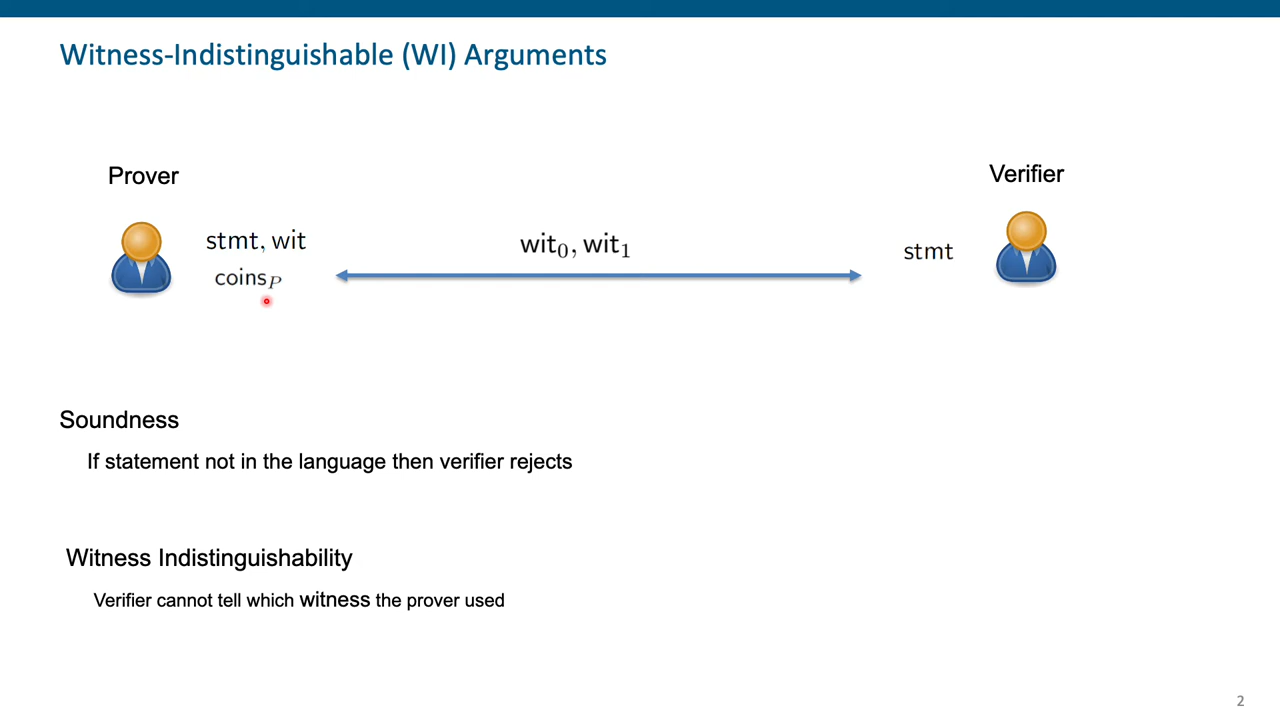 Witness-Indistinguishable (WI) Arguments
Prover
Verifier
stmt, wit
wit₀, wit₁
stmt
coins_P
Soundness
If statement not in the language then verifier rejects
Witness Indistinguishability
Verifier cannot tell which witness the prover used
2